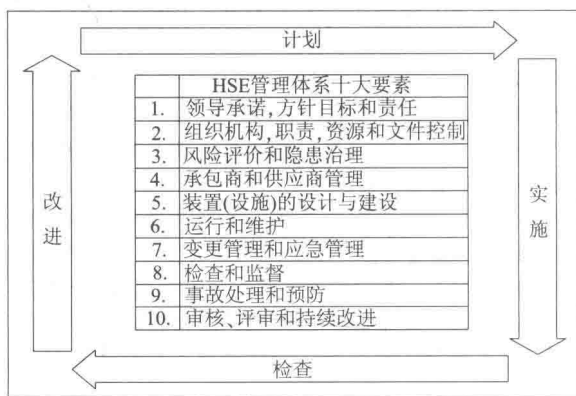 计划
HSE管理体系十大要素
1. 领导承诺,方针目标和责任
2. 组织机构,职责,资源和文件控制
3. 风险评价和隐患治理
4. 承包商和供应商管理
5. 装置(设施)的设计与建设
6. 运行和维护
7. 变更管理和应急管理
8. 检查和监督
9. 事故处理和预防
10. 审核、评审和持续改进
改进
实施
检查